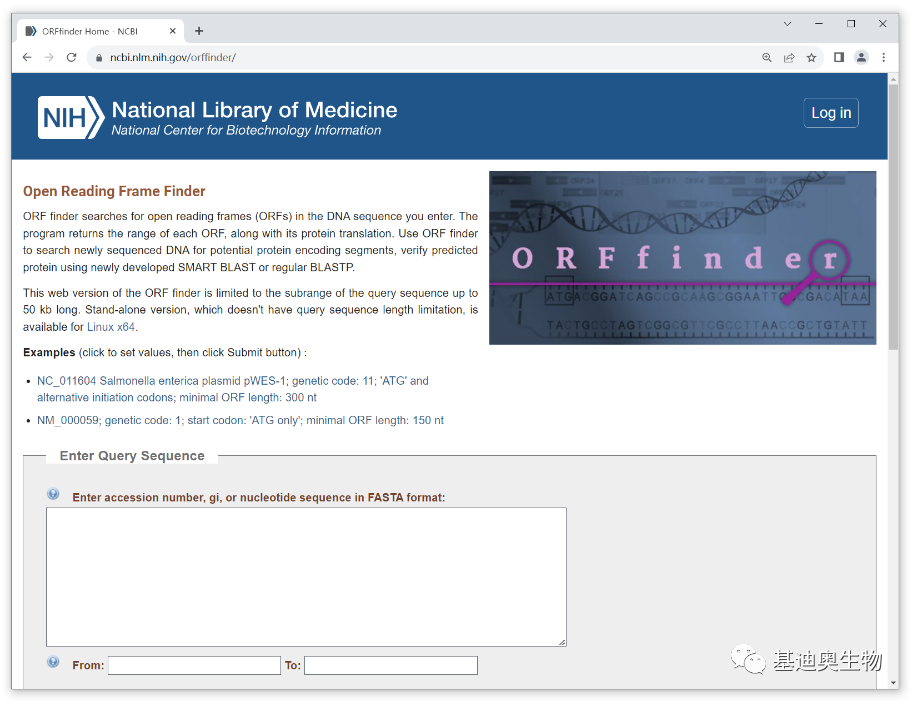 ORFfinder Home - NCBI
ncbi.nlm.nih.gov/orffinder/
NIH
National Library of Medicine
National Center for Biotechnology Information
Log in
Open Reading Frame Finder
ORF finder searches for open reading frames (ORFs) in the DNA sequence you enter. The
program returns the range of each ORF, along with its protein translation. Use ORF finder
to search newly sequenced DNA for potential protein encoding segments, verify predicted
protein using newly developed SMART BLAST or regular BLASTP.
This web version of the ORF finder is limited to the subrange of the query sequence up to
50 kb long. Stand-alone version, which doesn't have query sequence length limitation, is
available for Linux x64.
Examples (click to set values, then click Submit button) :
NC_011604 Salmonella enterica plasmid pWES-1; genetic code: 11; 'ATG' and
alternative initiation codons; minimal ORF length: 300 nt
NM_000059; genetic code: 1; start codon: 'ATG only'; minimal ORF length: 150 nt
ORFfinder
TACTGCCTAGTCGGCGTTCGCCTTAACCGCTGTATT
Enter Query Sequence
Enter accession number, gi, or nucleotide sequence in FASTA format:
From:
To:
基迪奥生物